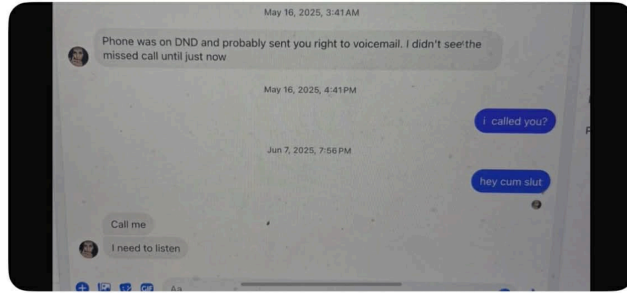 May 16, 2025, 3:41 AM
Phone was on DND and probably sent you right to voicemail. I didn't see the
missed call until just now
May 16, 2025, 4:41 PM
i called you?
Jun 7, 2025, 7:56 PM
hey cum slut
Call me
I need to listen
GIF Aa